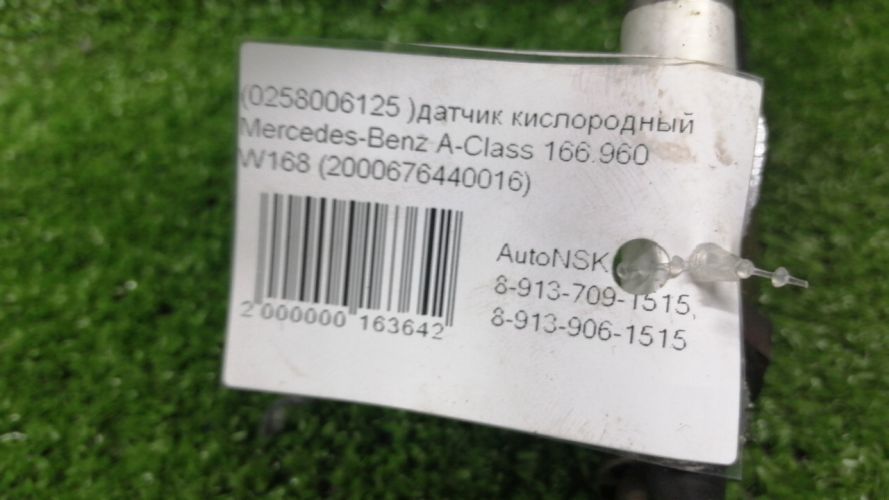 (0258006125 )датчик кислородный
Mercedes-Benz A-Class 166.960
W168 (2000676440016)
AutoNSK
8-913-709-1515,
8-913-906-1515
2 000000 163642